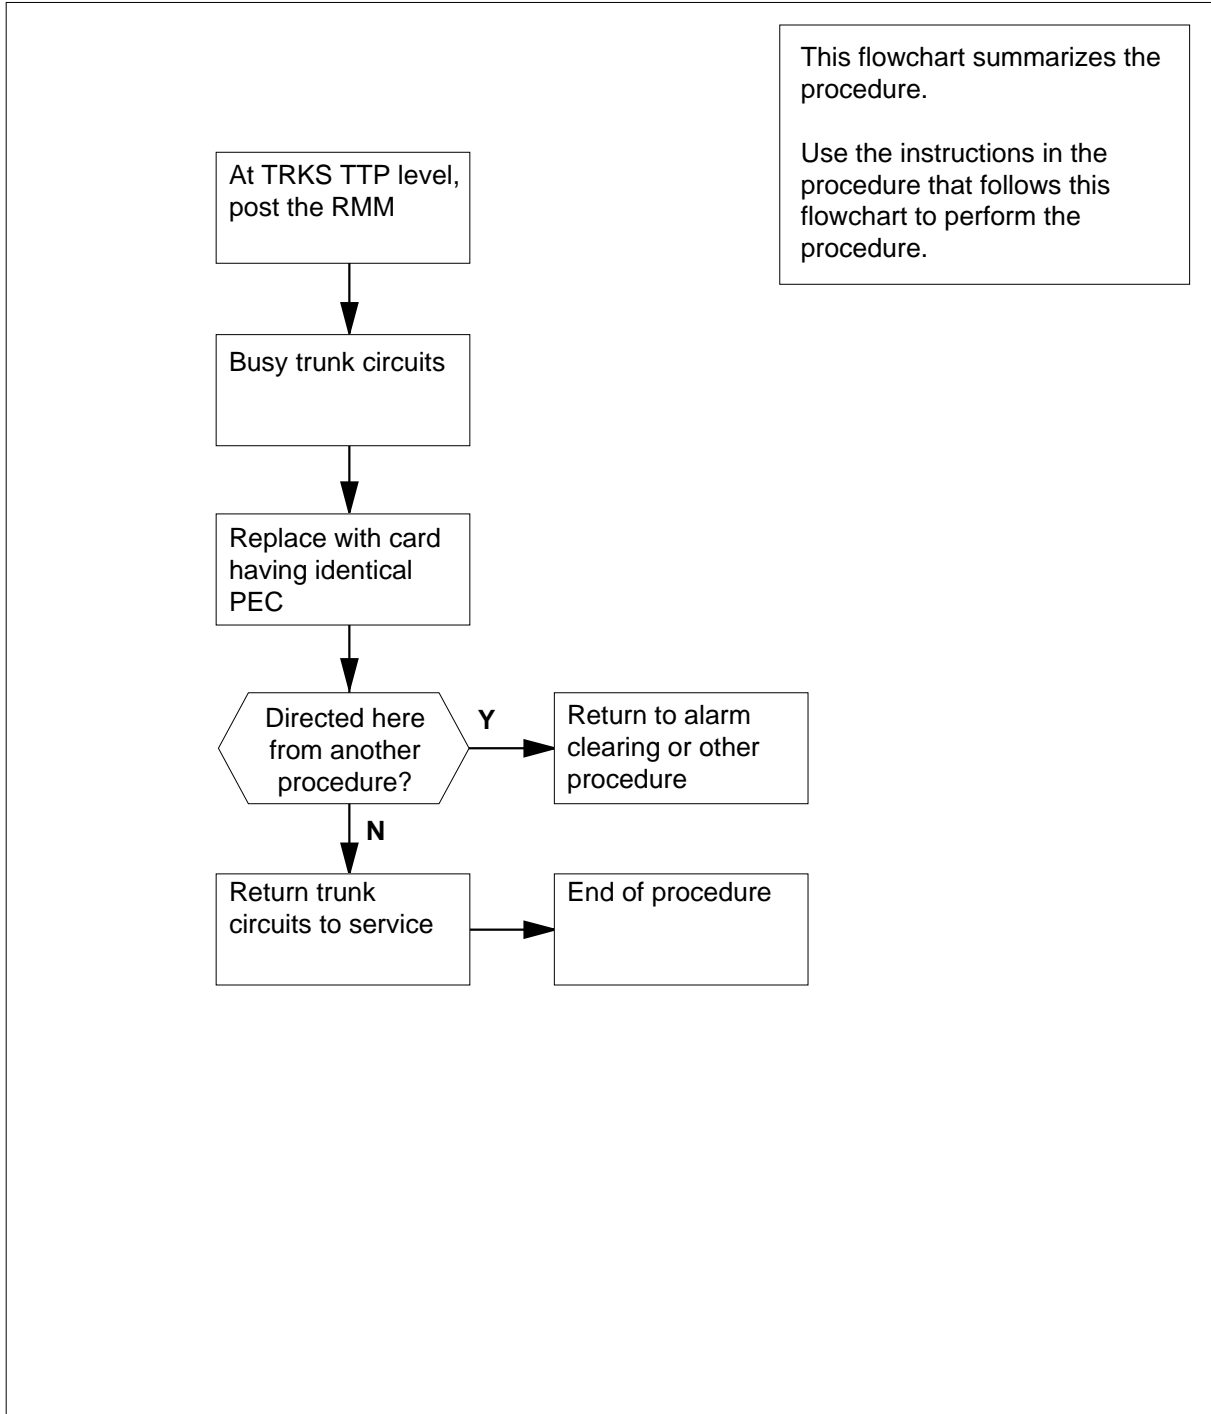 This flowchart summarizes the
procedure.
Use the instructions in the
procedure that follows this
flowchart to perform the
procedure.
At TRKS TTP level,
post the RMM
Busy trunk circuits
Replace with card
having identical
PEC
Directed here
from another
procedure?
Y
Return to alarm
clearing or other
procedure
N
Return trunk
circuits to service
End of procedure